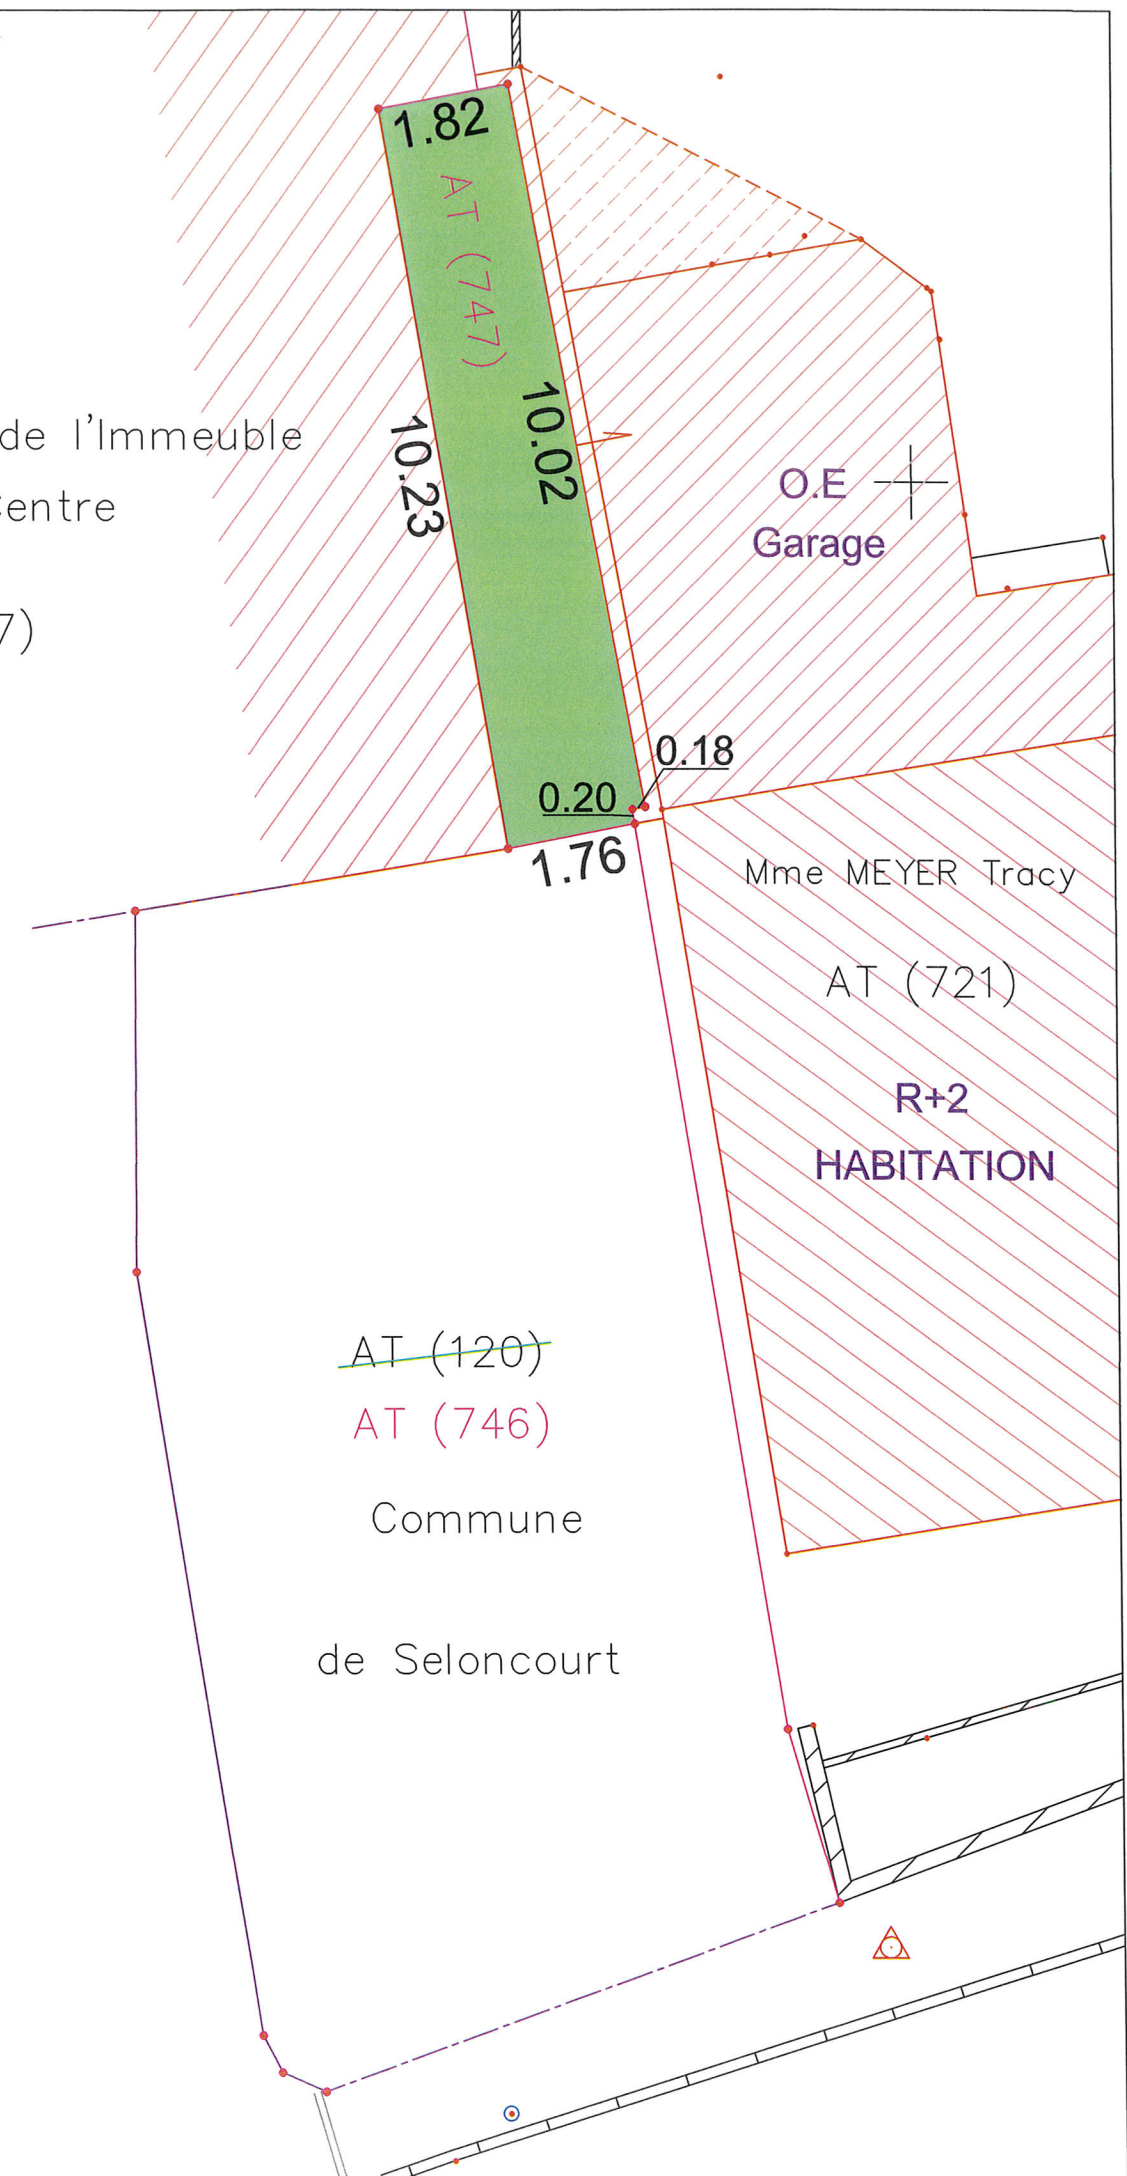 1.82
AT (747)
10.02
10.23
de l'Immeuble
Centre
7)
O.E
Garage
0.18
0.20
1.76
Mme MEYER Tracy
AT (721)
R+2
HABITATION
AT (120)
AT (746)
Commune
de Seloncourt